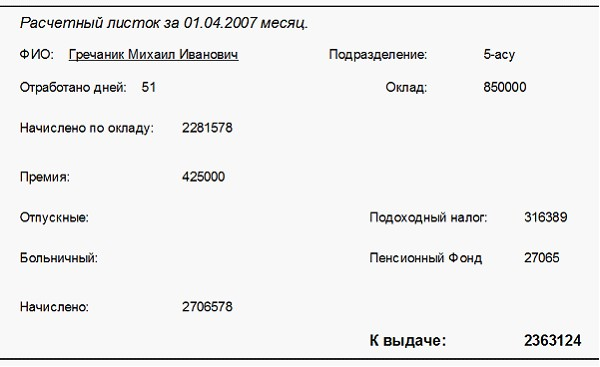 Расчетный листок за 01.04.2007 месяц.
ФИО: Гречаник Михаил Иванович Подразделение: 5-асу
Отработано дней: 51 Оклад: 850000
Начислено по окладу: 2281578
Премия: 425000
Отпускные: Подоходный налог: 316389
Больничный: Пенсионный Фонд 27065
Начислено: 2706578
К выдаче: 2363124